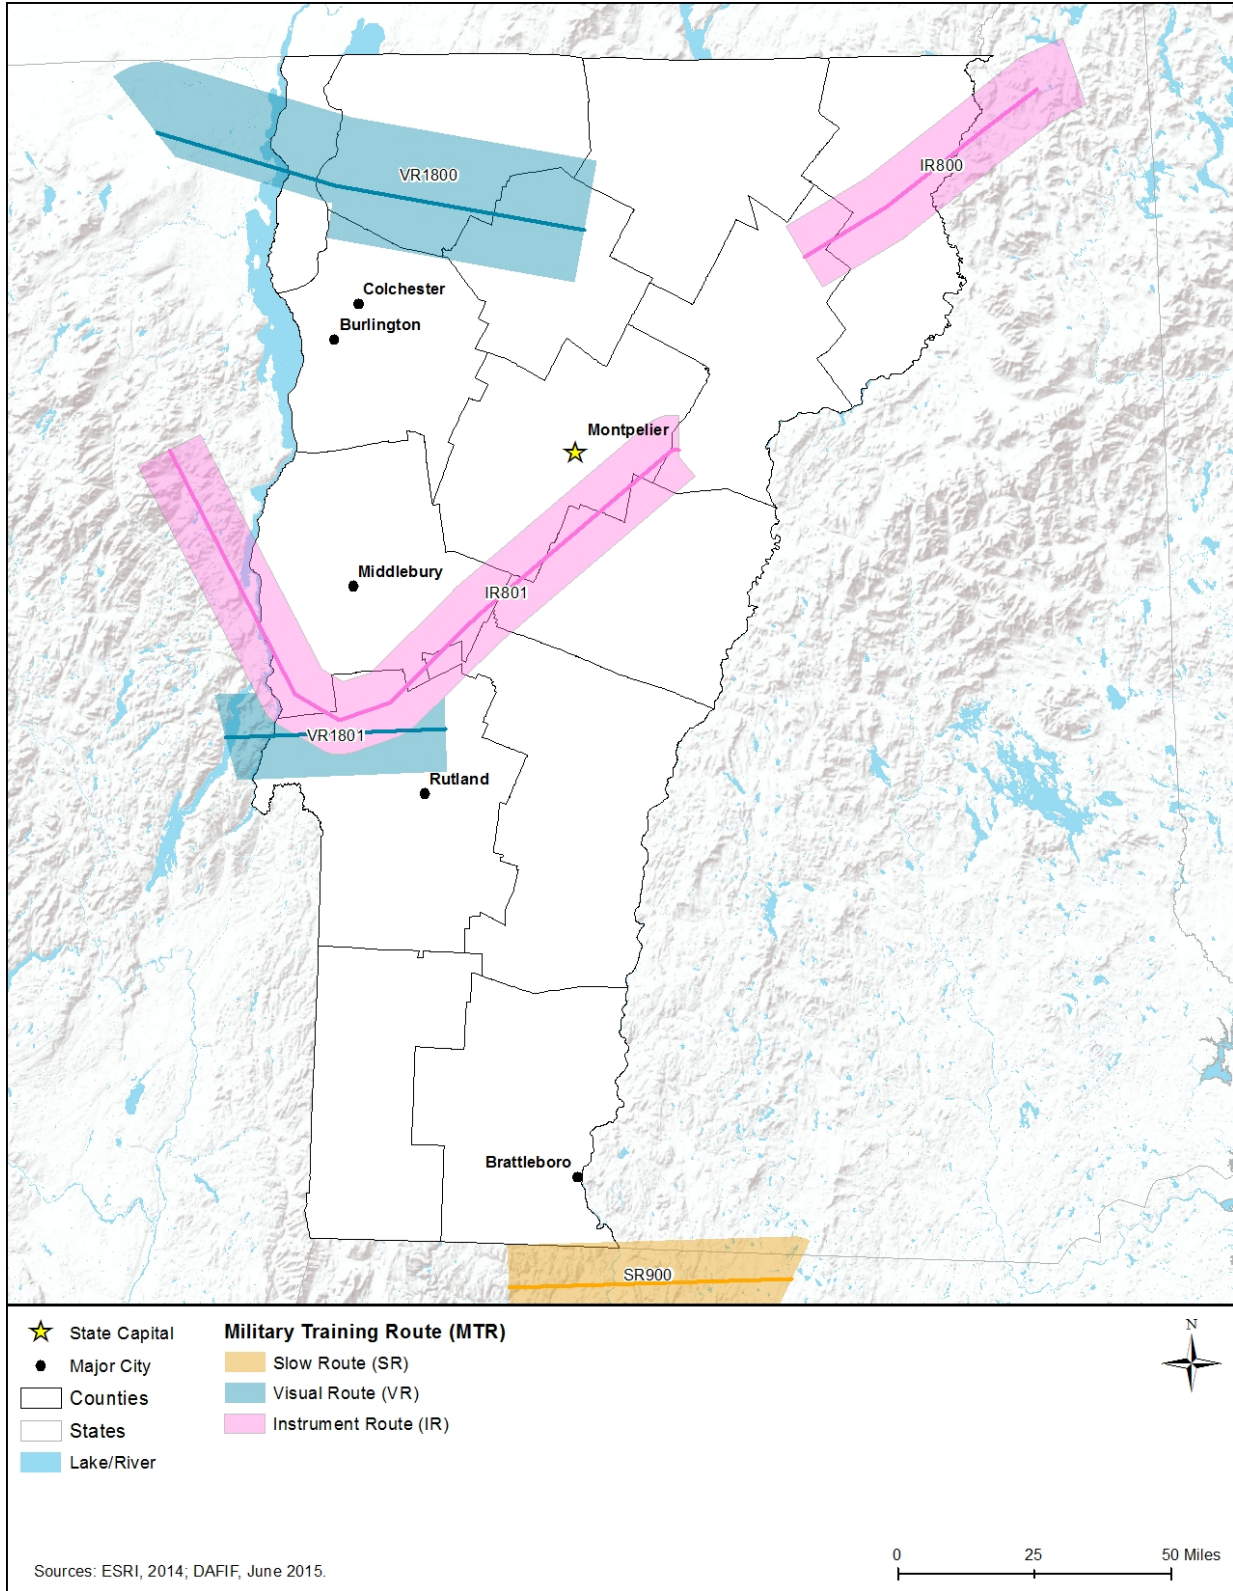 VR1800
IR800
Colchester
Burlington
Montpelier
Middlebury
IR801
VR1801
Rutland
Brattleboro
SR900
State Capital
Major City
Counties
States
Lake/River
Military Training Route (MTR)
Slow Route (SR)
Visual Route (VR)
Instrument Route (IR)
N
Sources: ESRI, 2014; DAFIF, June 2015.
0 25 50 Miles